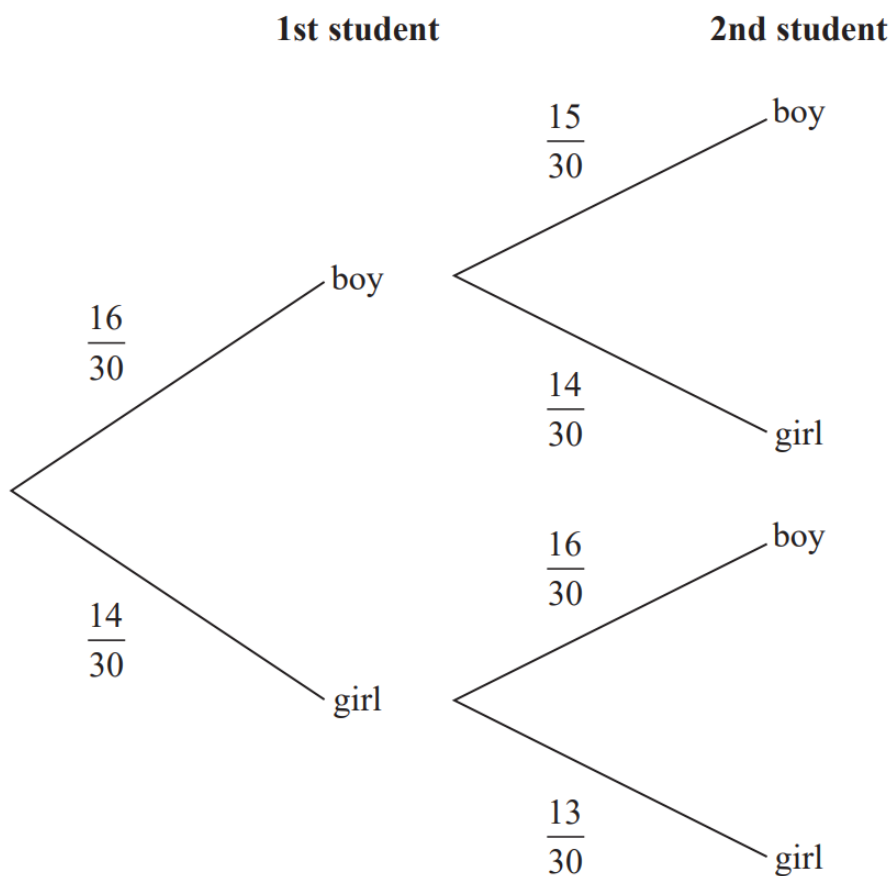 1st student 2nd student
15/30 boy
boy
16/30
14/30 girl
16/30 boy
14/30
girl
13/30 girl